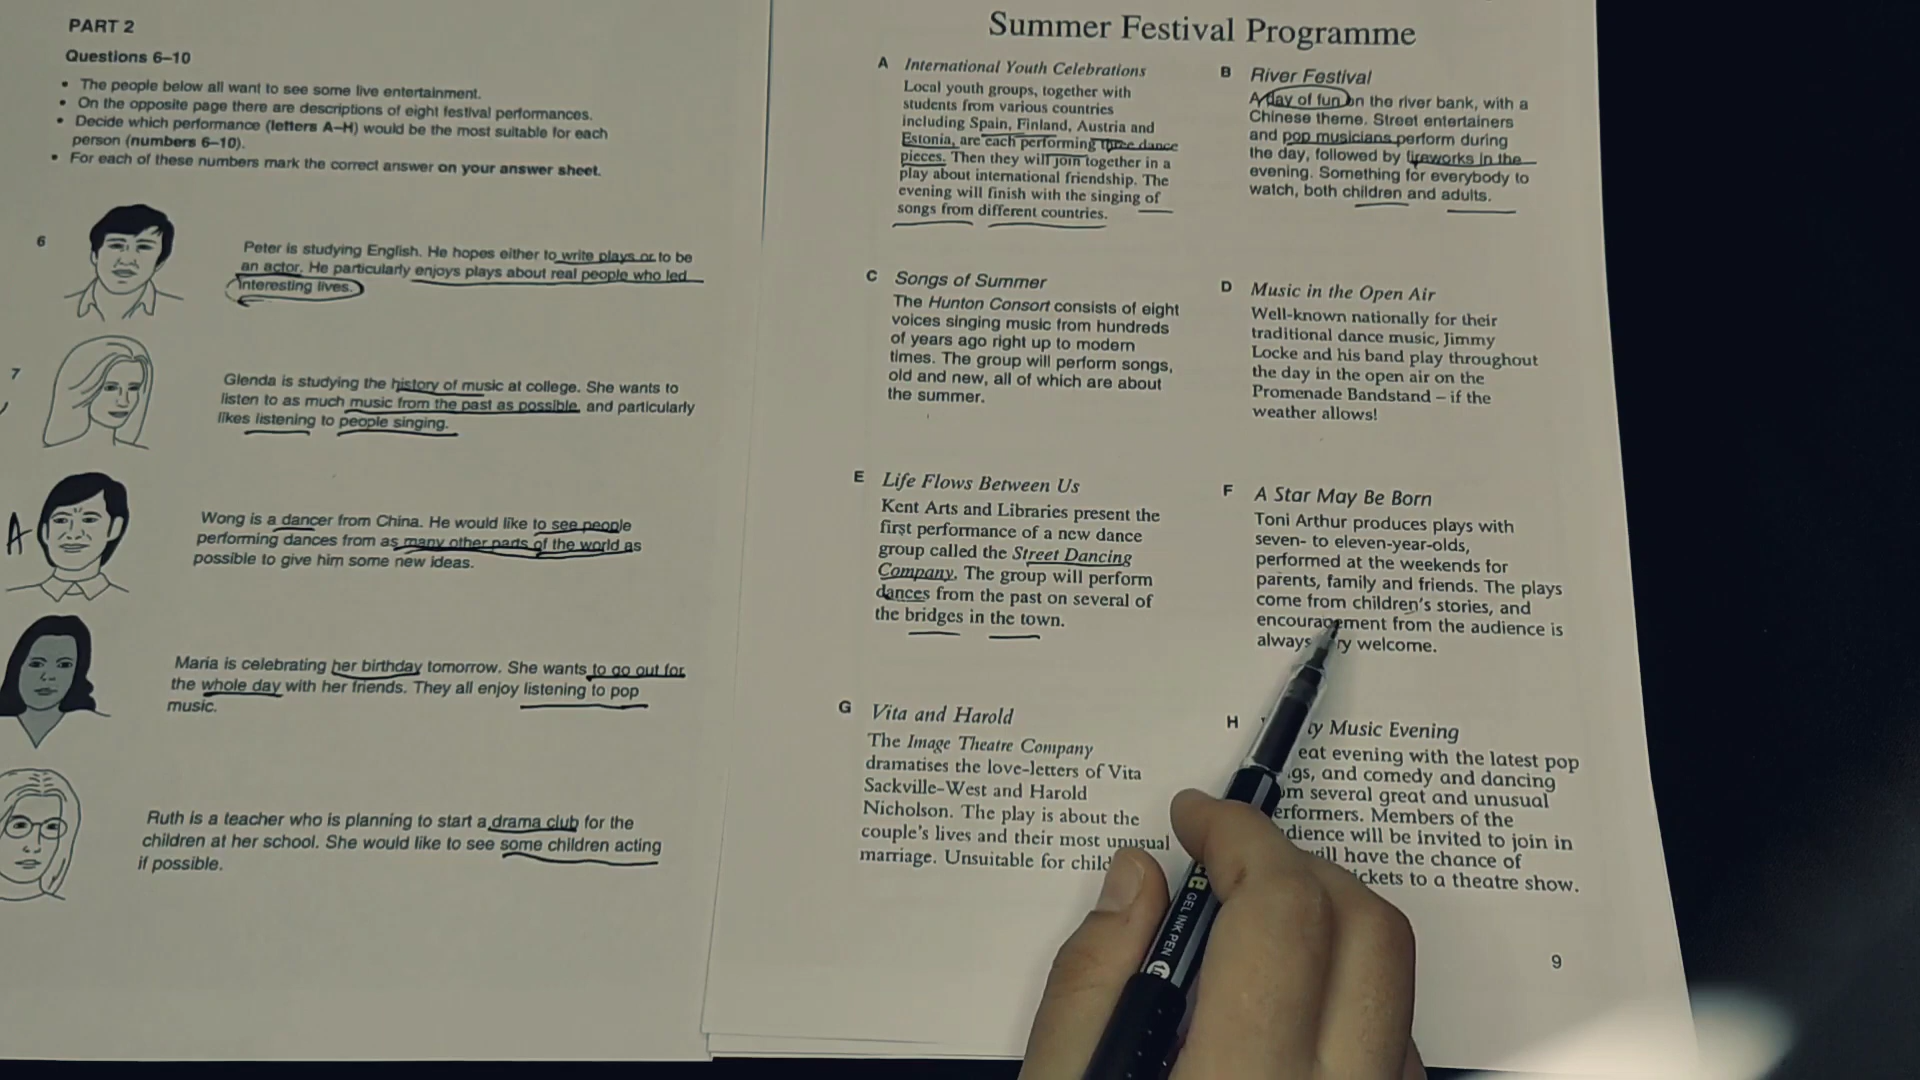 PART 2
Questions 6–10
• The people below all want to see some live entertainment.
• On the opposite page there are descriptions of eight festival performances.
• Decide which performance (letters A–H) would be the most suitable for each
person (numbers 6–10).
• For each of these numbers mark the correct answer on your answer sheet.
6
Peter is studying English. He hopes either to write plays or to be
an actor. He particularly enjoys plays about real people who led
interesting lives.
7
Glenda is studying the history of music at college. She wants to
listen to as much music from the past as possible and particularly
likes listening to people singing.
A
Wong is a dancer from China. He would like to see people
performing dances from as many other parts of the world as
possible to give him some new ideas.
Maria is celebrating her birthday tomorrow. She wants to go out for
the whole day with her friends. They all enjoy listening to pop
music.
Ruth is a teacher who is planning to start a drama club for the
children at her school. She would like to see some children acting
if possible.
Summer Festival Programme
A International Youth Celebrations
Local youth groups, together with
students from various countries
including Spain, Finland, Austria and
Estonia, are each performing three dance
pieces. Then they will join together in a
play about international friendship. The
evening will finish with the singing of
songs from different countries.
B River Festival
A day of fun on the river bank, with a
Chinese theme. Street entertainers
and pop musicians perform during
the day, followed by fireworks in the
evening. Something for everybody to
watch, both children and adults.
C Songs of Summer
The Hunton Consort consists of eight
voices singing music from hundreds
of years ago right up to modern
times. The group will perform songs,
old and new, all of which are about
the summer.
D Music in the Open Air
Well-known nationally for their
traditional dance music, Jimmy
Locke and his band play throughout
the day in the open air on the
Promenade Bandstand – if the
weather allows!
E Life Flows Between Us
Kent Arts and Libraries present the
first performance of a new dance
group called the Street Dancing
Company. The group will perform
dances from the past on several of
the bridges in the town.
F A Star May Be Born
Toni Arthur produces plays with
seven- to eleven-year-olds,
performed at the weekends for
parents, family and friends. The plays
come from children's stories, and
encouragement from the audience is
always welcome.
G Vita and Harold
The Image Theatre Company
dramatises the love-letters of Vita
Sackville-West and Harold
Nicholson. The play is about the
couple's lives and their most unusual
marriage. Unsuitable for
H Music Evening
evening with the latest pop
and comedy and dancing
several great and unusual
Members of the
will be invited to join in
will have the chance of
to a theatre show.
9
GEL INK PEN